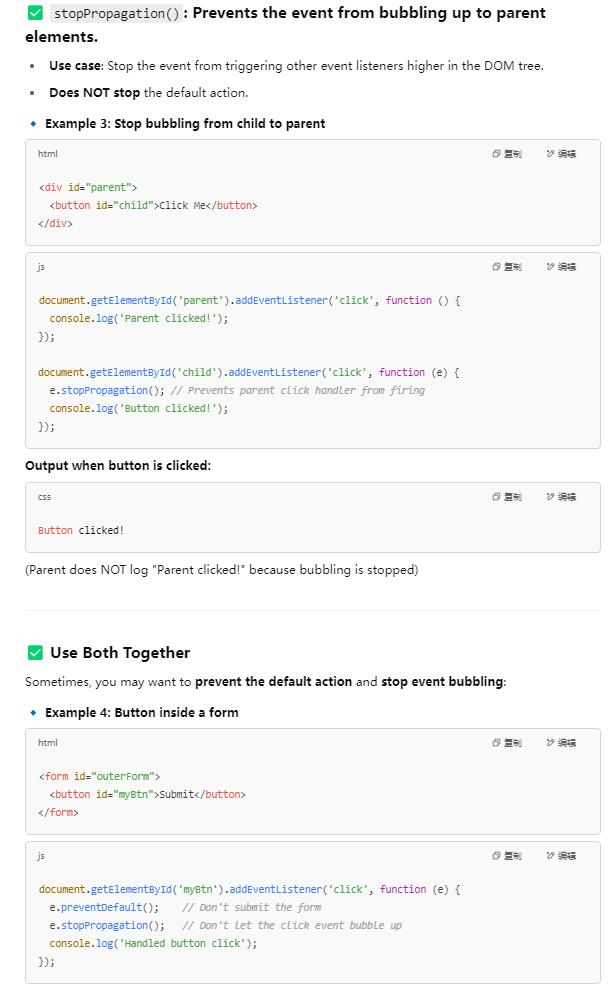 ✅ stopPropagation() : Prevents the event from bubbling up to parent
elements.
• Use case: Stop the event from triggering other event listeners higher in the DOM tree.
• Does NOT stop the default action.
🔹 Example 3: Stop bubbling from child to parent
html 复制 编辑
<div id="parent">
  <button id="child">Click Me</button>
</div>
js 复制 编辑
document.getElementById('parent').addEventListener('click', function () {
  console.log('Parent clicked!');
});
document.getElementById('child').addEventListener('click', function (e) {
  e.stopPropagation(); // Prevents parent click handler from firing
  console.log('Button clicked!');
});
Output when button is clicked:
css 复制 编辑
Button clicked!
(Parent does NOT log "Parent clicked!" because bubbling is stopped)
✅ Use Both Together
Sometimes, you may want to prevent the default action and stop event bubbling:
🔹 Example 4: Button inside a form
html 复制 编辑
<form id="outerForm">
  <button id="myBtn">Submit</button>
</form>
js 复制 编辑
document.getElementById('myBtn').addEventListener('click', function (e) {
  e.preventDefault();    // Don't submit the form
  e.stopPropagation();   // Don't let the click event bubble up
  console.log('Handled button click');
});